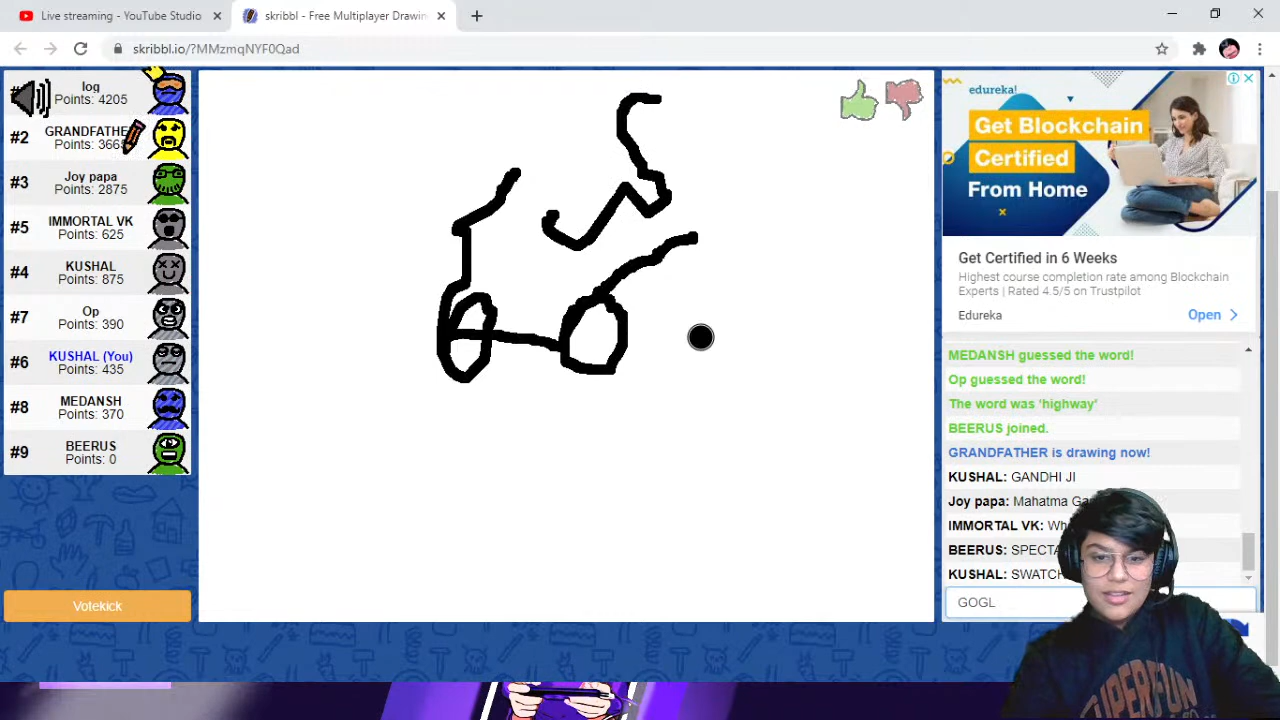 Live streaming - YouTube Studio
skribbl - Free Multiplayer Drawing
skribbl.io/?MMzmqNYF0Qad
log
Points: 4205
#2
GRANDFATHE
Points: 3665
#3
Joy papa
Points: 2875
#5
IMMORTAL VK
Points: 625
#4
KUSHAL
Points: 875
#7
Op
Points: 390
#6
KUSHAL (You)
Points: 435
#8
MEDANSH
Points: 370
#9
BEERUS
Points: 0
Votekick
edureka!
Get Blockchain
Certified
From Home
Get Certified in 6 Weeks
Highest course completion rate among Blockchain
Experts | Rated 4.5/5 on Trustpilot
Edureka
Open
MEDANSH guessed the word!
Op guessed the word!
The word was 'highway'
BEERUS joined.
GRANDFATHER is drawing now!
KUSHAL: GANDHI JI
Joy papa: Mahatma Ga
IMMORTAL VK: Wh
BEERUS: SPECTA
KUSHAL: SWATCH
GOGL
SUPERFUN